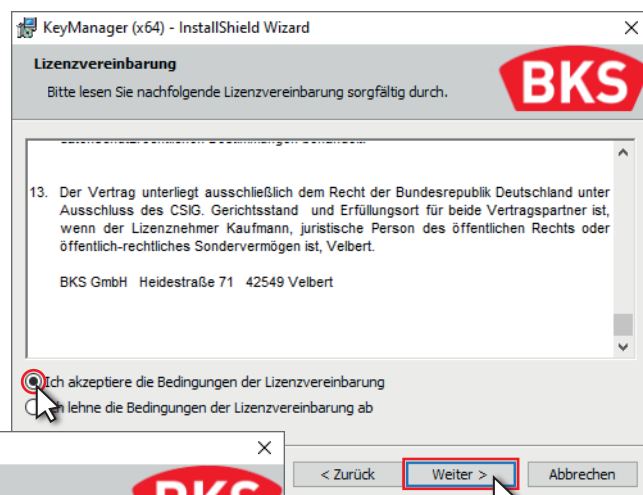 KeyManager (x64) - InstallShield Wizard
Lizenzvereinbarung
Bitte lesen Sie nachfolgende Lizenzvereinbarung sorgfältig durch.
BKS
13. Der Vertrag unterliegt ausschließlich dem Recht der Bundesrepublik Deutschland unter
Ausschluss des CSIG. Gerichtsstand und Erfüllungsort für beide Vertragspartner ist,
wenn der Lizenznehmer Kaufmann, juristische Person des öffentlichen Rechts oder
öffentlich-rechtliches Sondervermögen ist, Velbert.
BKS GmbH Heidestraße 71 42549 Velbert
Ich akzeptiere die Bedingungen der Lizenzvereinbarung
lehne die Bedingungen der Lizenzvereinbarung ab
< Zurück Weiter > Abbrechen
BKS